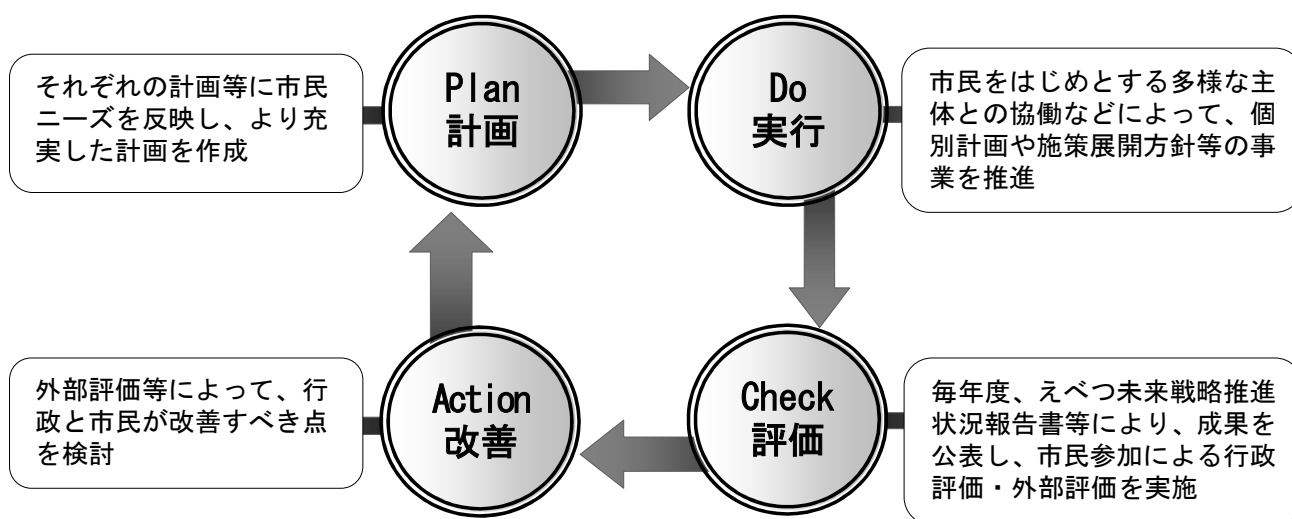 それぞれの計画等に市民
ニーズを反映し、より充
実した計画を作成
Plan
計画
Do
実行
市民をはじめとする多様な主
体との協働などによって、個
別計画や施策展開方針等の事
業を推進
外部評価等によって、行
政と市民が改善すべき点
を検討
Action
改善
Check
評価
毎年度、えべつ未来戦略推進
状況報告書等により、成果を
公表し、市民参加による行政
評価・外部評価を実施